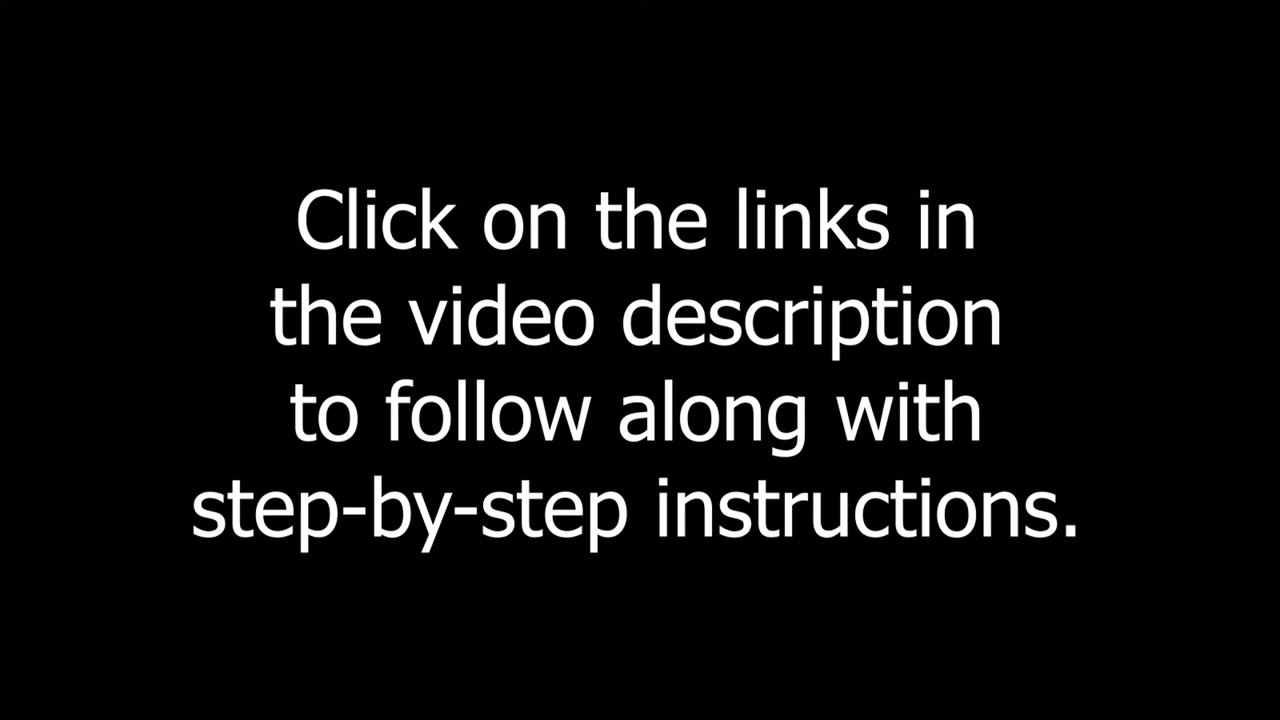 Click on the links in
the video description
to follow along with
step-by-step instructions.